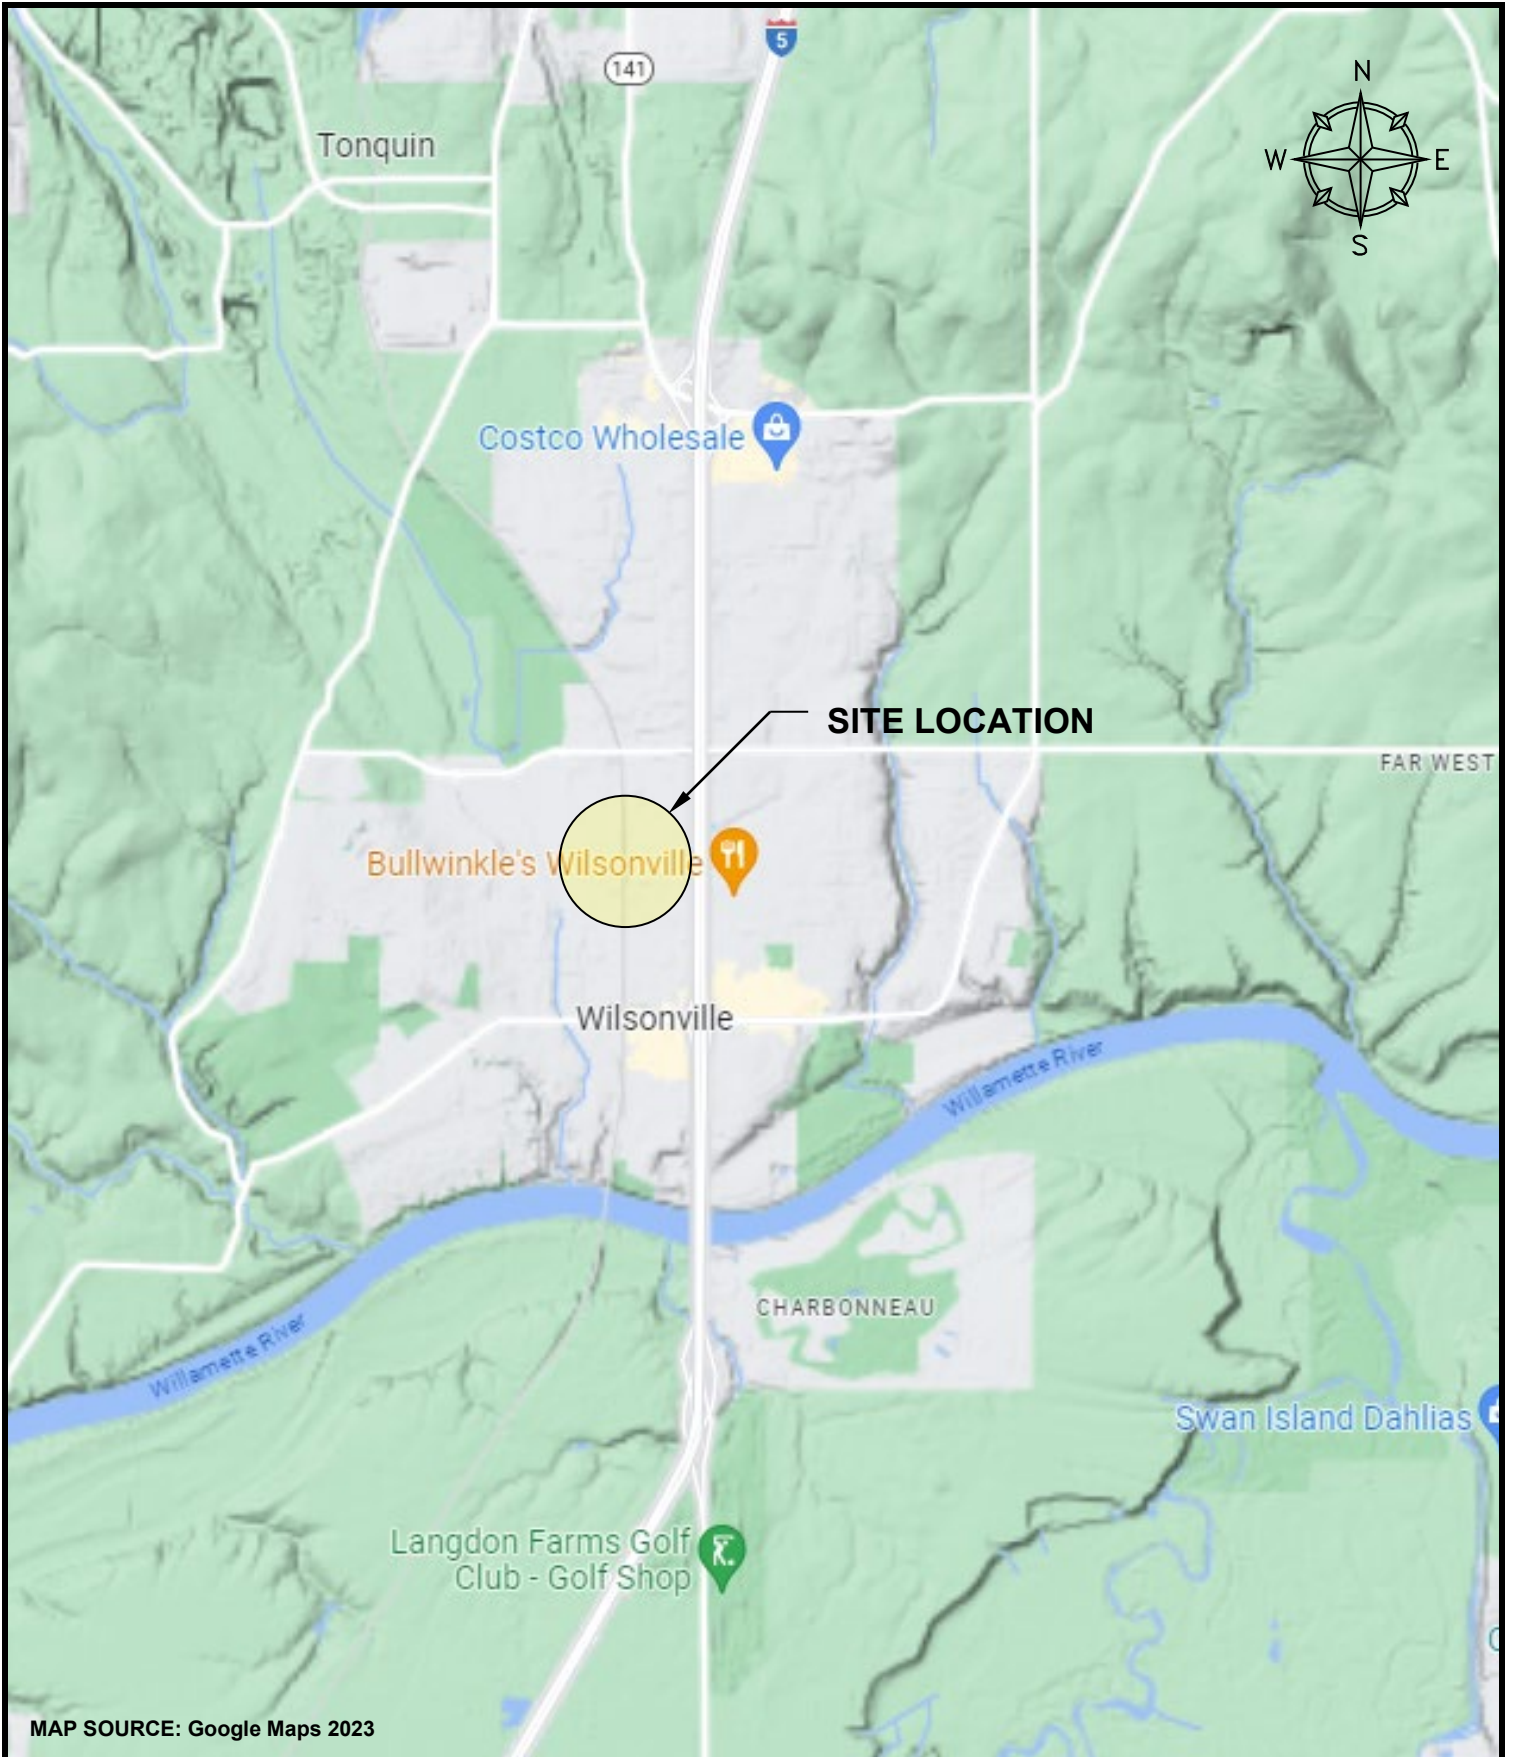 5
141
N
Tonquin
W
E
S
Costco Wholesale
SITE LOCATION
FAR WEST
Bullwinkle's Wilsonville
Wilsonville
Willamette River
CHARBONNEAU
Willamette River
Swan Island Dahlias
Langdon Farms Golf
Club - Golf Shop
MAP SOURCE: Google Maps 2023